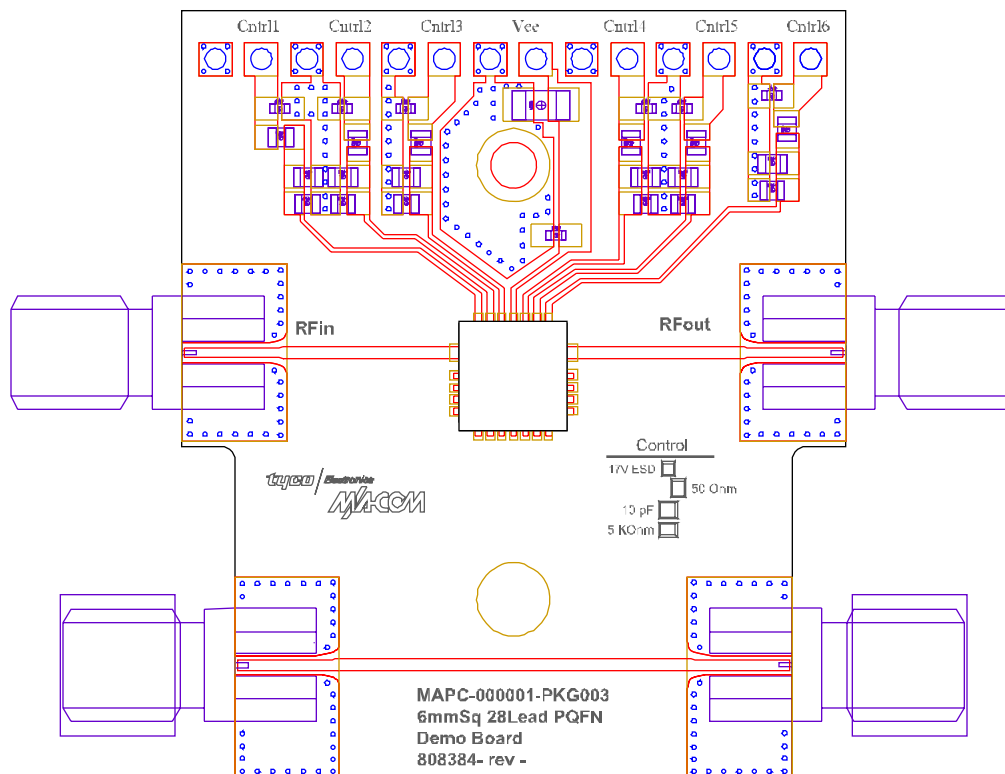 Cntrl1 Cntrl2 Cntrl3 Vee Cntrl4 Cntrl5 Cntrl6
RFin RFout
Control
17V ESD
50 Ohm
10 pF
5 KOhm
tyco / Electronics
M/A-COM
MAPC-000001-PKG003
6mmSq 28Lead PQFN
Demo Board
808384- rev -